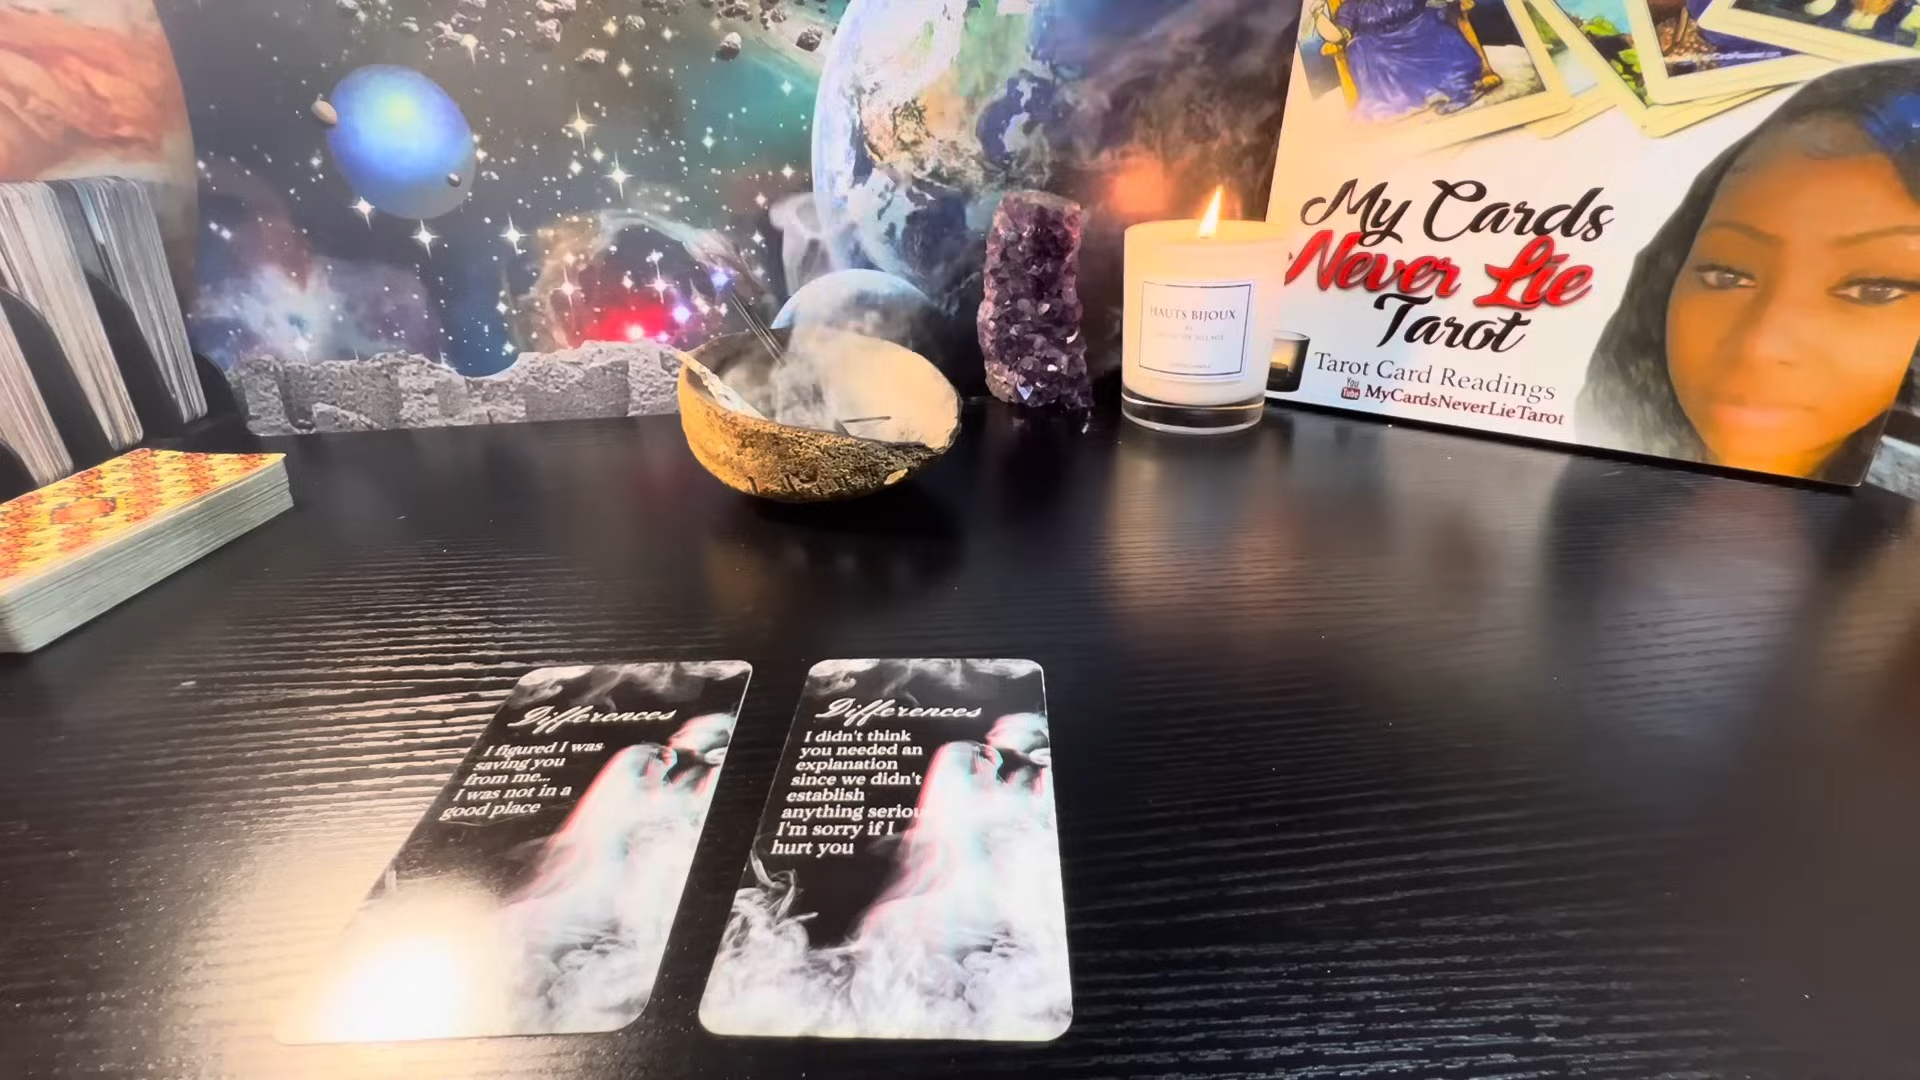 My Cards
Never Lie
Tarot
Tarot Card Readings
You
Tube MyCardsNeverLieTarot
HAUTS BIJOUX
Differences
I figured I was
saving you
from me...
I was not in a
good place
Differences
I didn't think
you needed an
explanation
since we didn't
establish
anything seriou
I'm sorry if I
hurt you